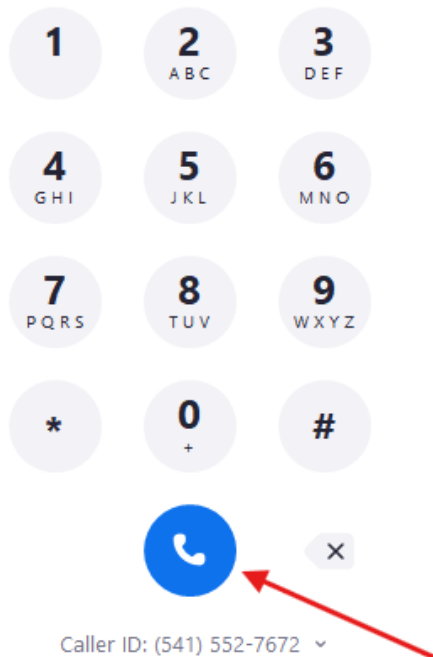 1 2 3
ABC DEF
4 5 6
GHI JKL MNO
7 8 9
PQRS TUV WXYZ
* 0 #
+
Caller ID: (541) 552-7672